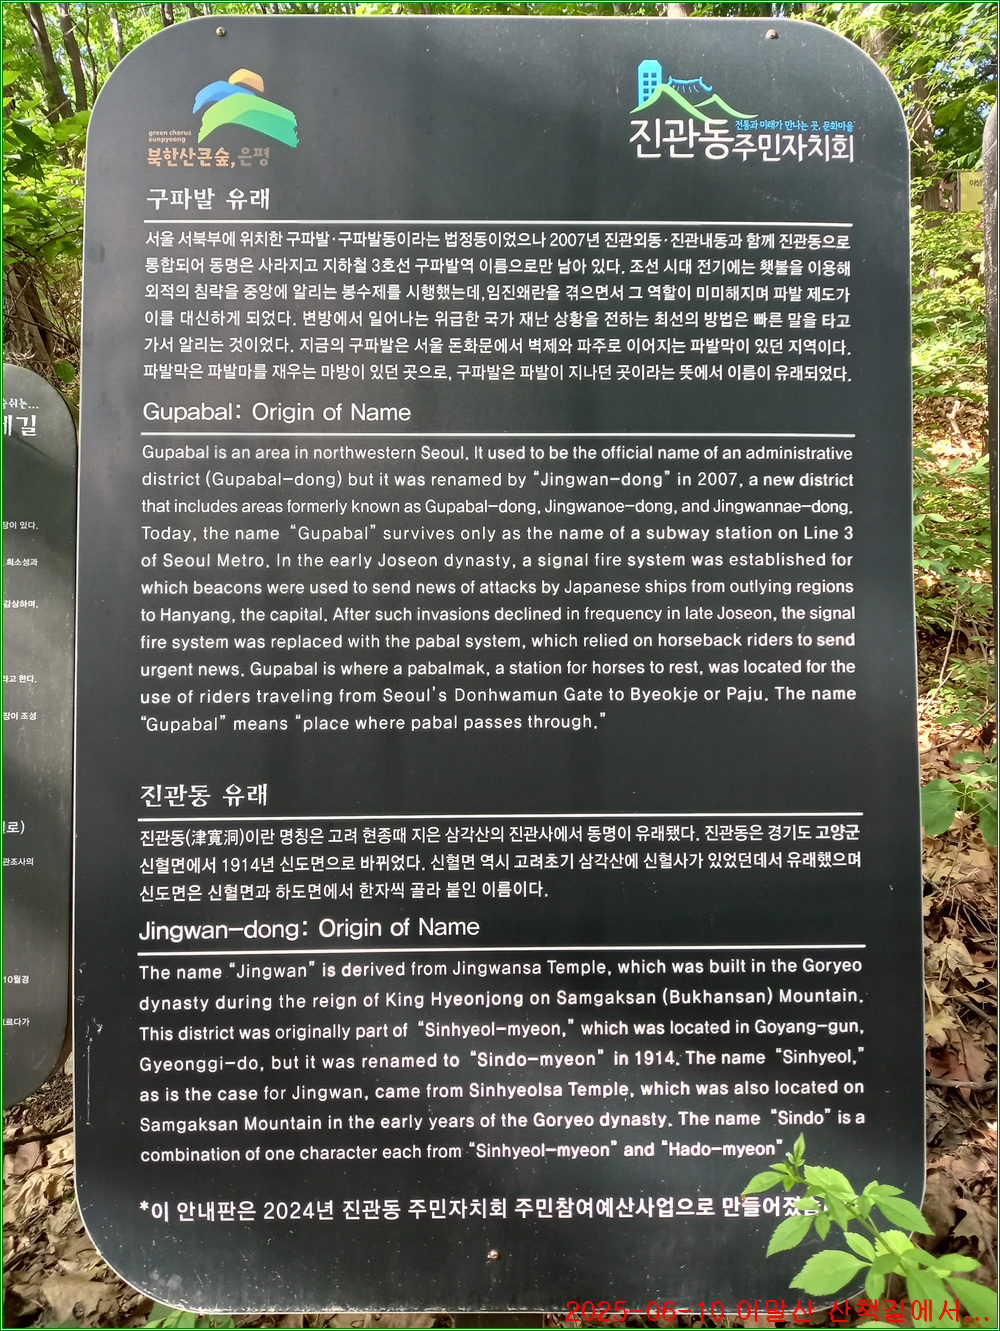 green chorus
eunpyeong
북한산큰숲,은평
전통과 미래가 만나는 곳, 문화마을
진관동주민자치회
구파발 유래
서울 서북부에 위치한 구파발·구파발동이라는 법정동이었으나 2007년 진관외동·진관내동과 함께 진관동으로
통합되어 동명은 사라지고 지하철 3호선 구파발역 이름으로만 남아 있다. 조선 시대 전기에는 횃불을 이용해
외적의 침략을 중앙에 알리는 봉수제를 시행했는데,임진왜란을 겪으면서 그 역할이 미미해지며 파발 제도가
이를 대신하게 되었다. 변방에서 일어나는 위급한 국가 재난 상황을 전하는 최선의 방법은 빠른 말을 타고
가서 알리는 것이었다. 지금의 구파발은 서울 돈화문에서 벽제와 파주로 이어지는 파발막이 있던 지역이다.
파발막은 파발마를 재우는 마방이 있던 곳으로, 구파발은 파발이 지나던 곳이라는 뜻에서 이름이 유래되었다.
Gupabal: Origin of Name
Gupabal is an area in northwestern Seoul. It used to be the official name of an administrative
district (Gupabal-dong) but it was renamed by “Jingwan-dong” in 2007, a new district
that includes areas formerly known as Gupabal-dong, Jingwanoe-dong, and Jingwannae-dong.
Today, the name “Gupabal” survives only as the name of a subway station on Line 3
of Seoul Metro. In the early Joseon dynasty, a signal fire system was established for
which beacons were used to send news of attacks by Japanese ships from outlying regions
to Hanyang, the capital. After such invasions declined in frequency in late Joseon, the signal
fire system was replaced with the pabal system, which relied on horseback riders to send
urgent news. Gupabal is where a pabalmak, a station for horses to rest, was located for the
use of riders traveling from Seoul's Donhwamun Gate to Byeokje or Paju. The name
“Gupabal” means “place where pabal passes through.”
진관동 유래
진관동(津寬洞)이란 명칭은 고려 현종때 지은 삼각산의 진관사에서 동명이 유래됐다. 진관동은 경기도 고양군
신혈면에서 1914년 신도면으로 바뀌었다. 신혈면 역시 고려초기 삼각산에 신혈사가 있었던데서 유래했으며
신도면은 신혈면과 하도면에서 한자씩 골라 붙인 이름이다.
Jingwan-dong: Origin of Name
The name “Jingwan” is derived from Jingwansa Temple, which was built in the Goryeo
dynasty during the reign of King Hyeonjong on Samgaksan (Bukhansan) Mountain.
This district was originally part of “Sinhyeol-myeon,” which was located in Goyang-gun,
Gyeonggi-do, but it was renamed to “Sindo-myeon” in 1914. The name “Sinhyeol,”
as is the case for Jingwan, came from Sinhyeolsa Temple, which was also located on
Samgaksan Mountain in the early years of the Goryeo dynasty. The name “Sindo” is a
combination of one character each from “Sinhyeol-myeon” and “Hado-myeon”.
*이 안내판은 2024년 진관동 주민자치회 주민참여예산사업으로 만들어졌습
장이 있다.
희소성과
감상하며,
라고 한다.
장이 조성
로)
관조사의
10월경
르다가
2025-06-10 이말산 산책길에서...